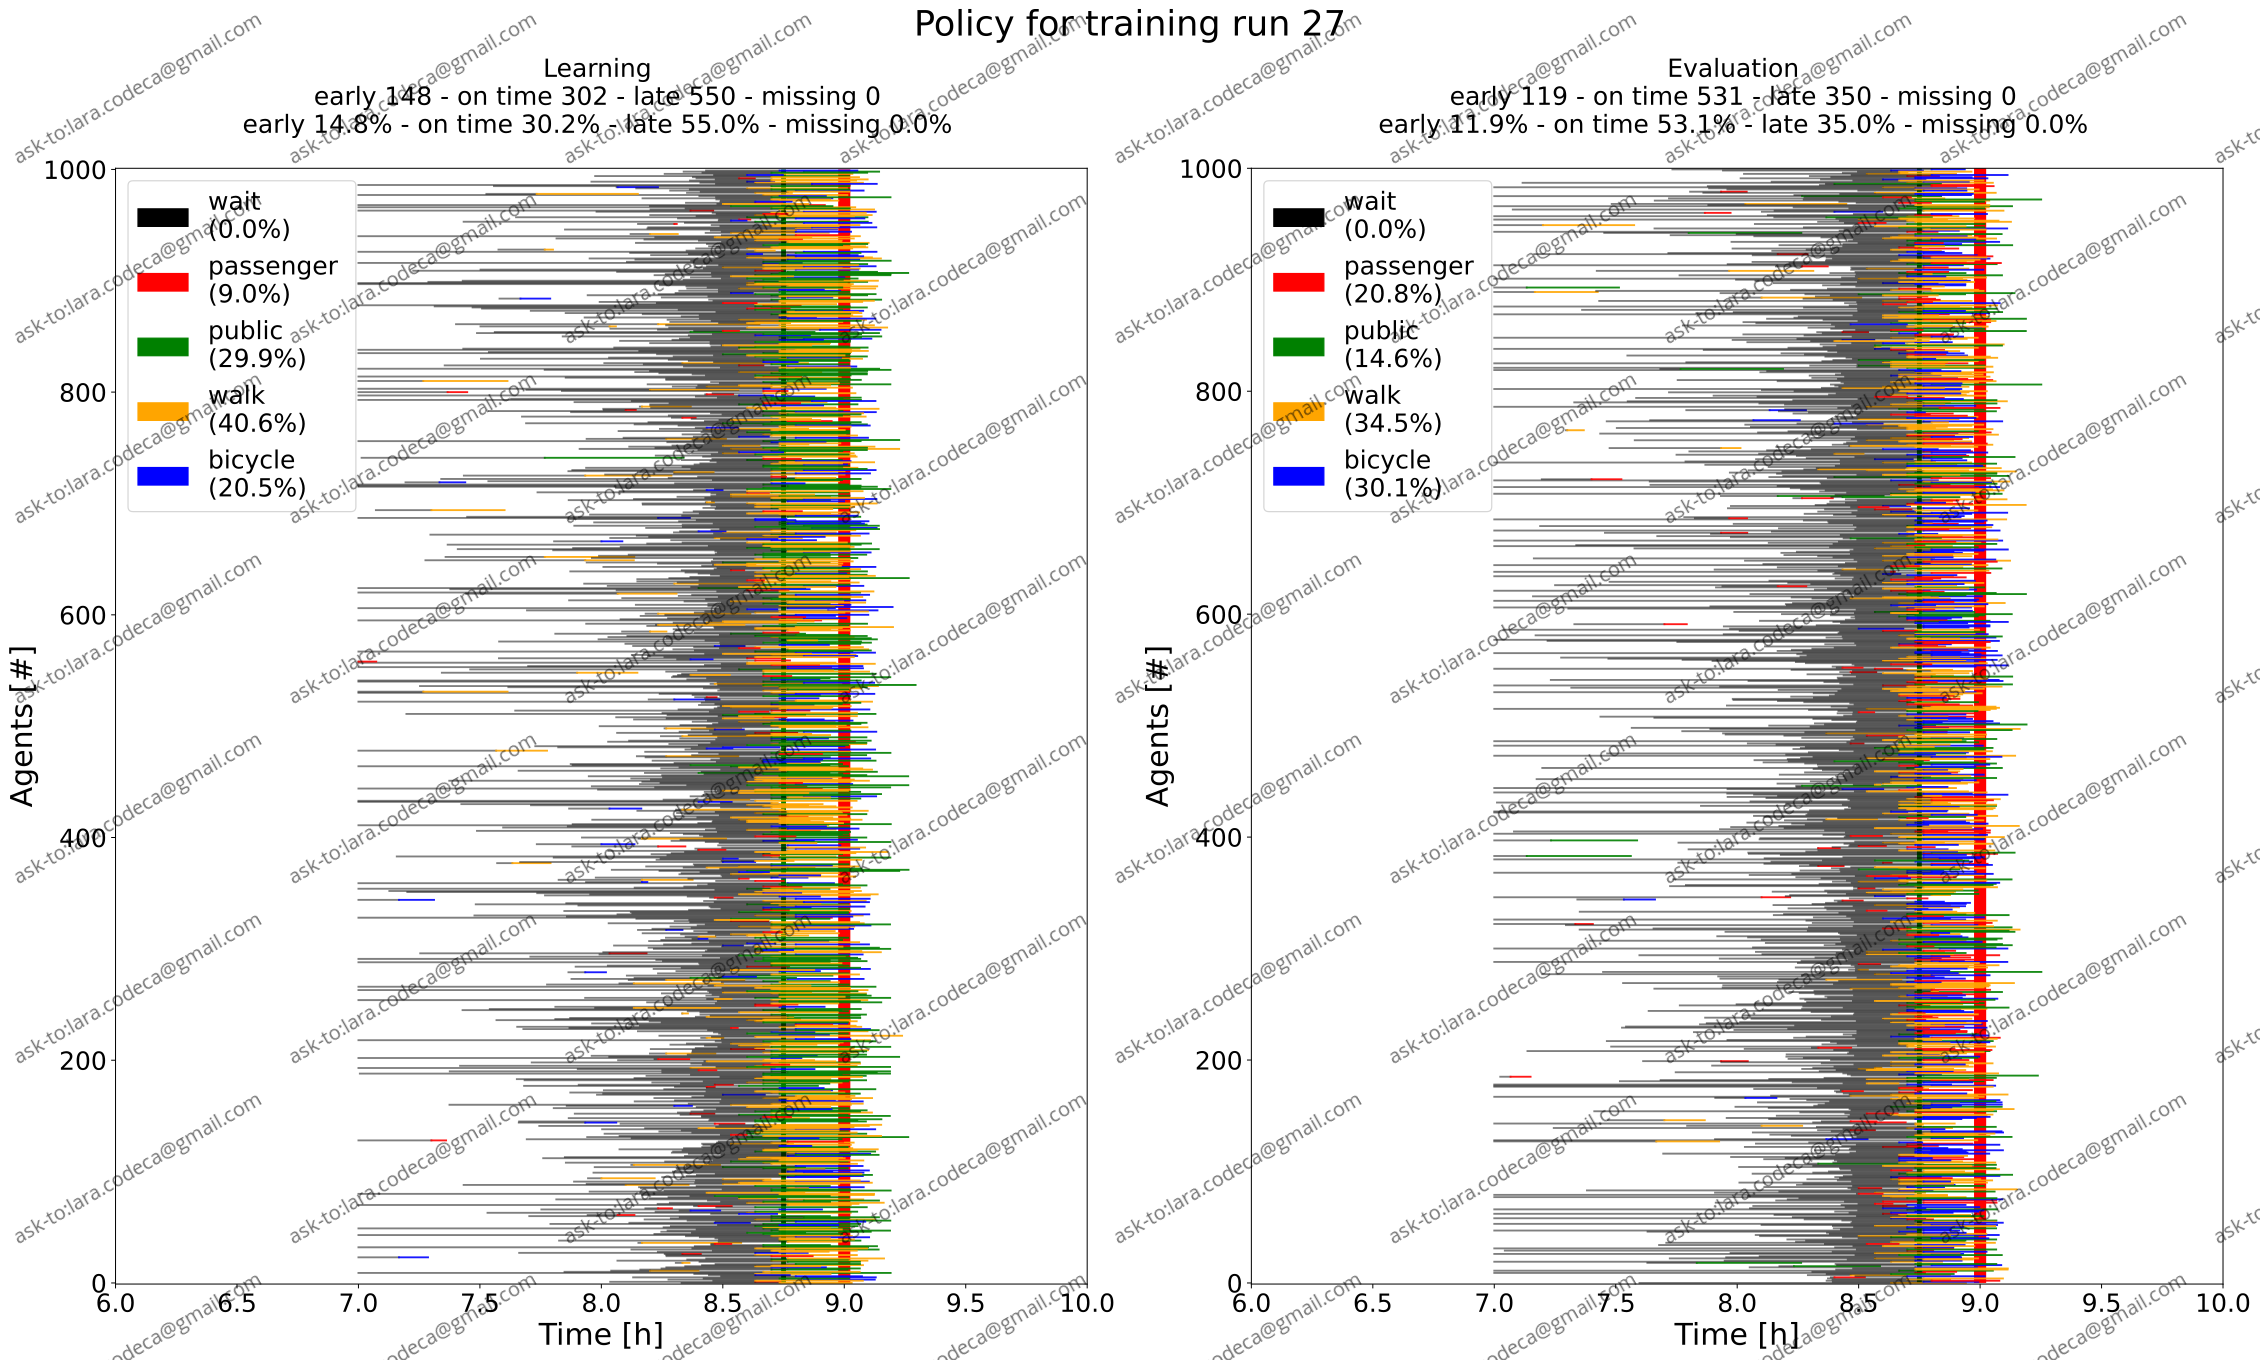 Policy for training run 27
Learning
early 148 - on time 302 - late 550 - missing 0
early 14.8% - on time 30.2% - late 55.0% - missing 0.0%
1000
800
600
400
200
0
Agents [#]
wait
(0.0%)
passenger
(9.0%)
public
(29.9%)
walk
(40.6%)
bicycle
(20.5%)
6.0 6.5 7.0 7.5 8.0 8.5 9.0 9.5 10.0
Time [h]
Evaluation
early 119 - on time 531 - late 350 - missing 0
early 11.9% - on time 53.1% - late 35.0% - missing 0.0%
1000
800
600
400
200
0
Agents [#]
wait
(0.0%)
passenger
(20.8%)
public
(14.6%)
walk
(34.5%)
bicycle
(30.1%)
6.0 6.5 7.0 7.5 8.0 8.5 9.0 9.5 10.0
Time [h]
ask-to:lara.codeca@gmail.com